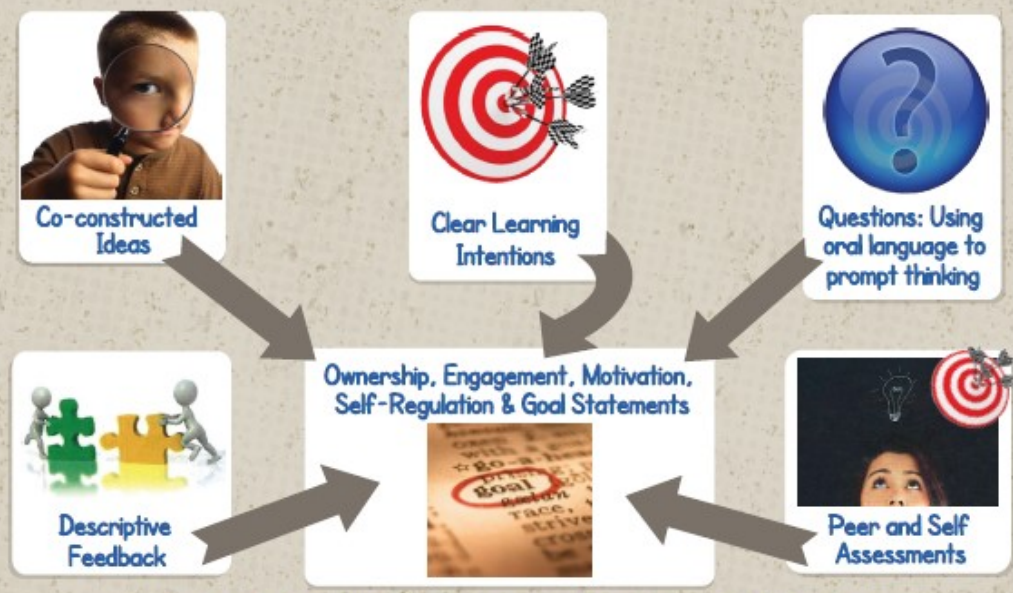 Co-constructed
Ideas
Clear Learning
Intentions
Questions: Using
oral language to
prompt thinking
Ownership, Engagement, Motivation,
Self-Regulation & Goal Statements
goal
race,
Descriptive
Feedback
Peer and Self
Assessments